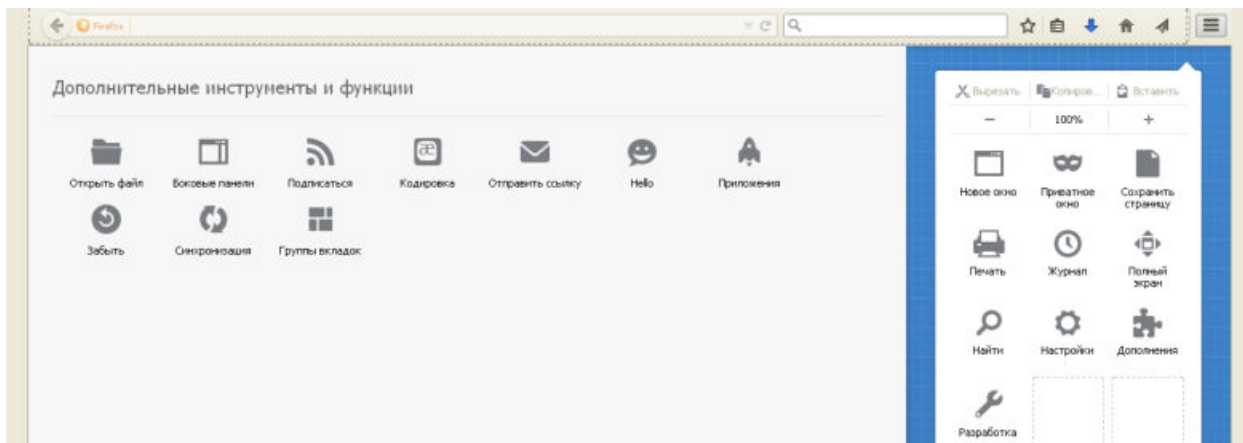 Firefox
Дополнительные инструменты и функции
Открыть файл
Боковые панели
Подписаться
Кодировка
Отправить ссылку
Hello
Приложения
Забыть
Синхронизация
Группы вкладок
Вырезать
Копиров...
Вставить
100%
Новое окно
Приватное
окно
Сохранить
страницу
Печать
Журнал
Полный
экран
Найти
Настройки
Дополнения
Разработка